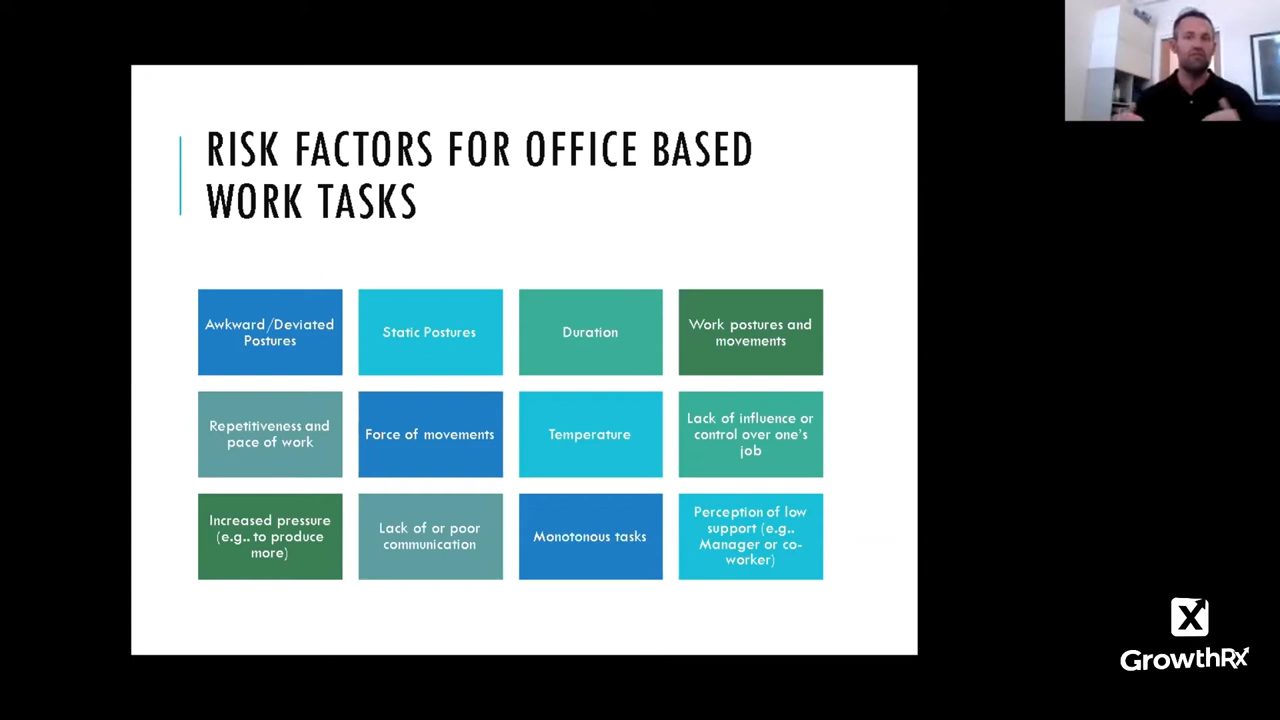 RISK FACTORS FOR OFFICE BASED
WORK TASKS
Awkward/Deviated
Postures
Static Postures
Duration
Work postures and
movements
Repetitiveness and
pace of work
Force of movements
Temperature
Lack of influence or
control over one's
job
Increased pressure
(e.g.. to produce
more)
Lack of or poor
communication
Monotonous tasks
Perception of low
support (e.g..
Manager or co-
worker)
X
GrowthRx